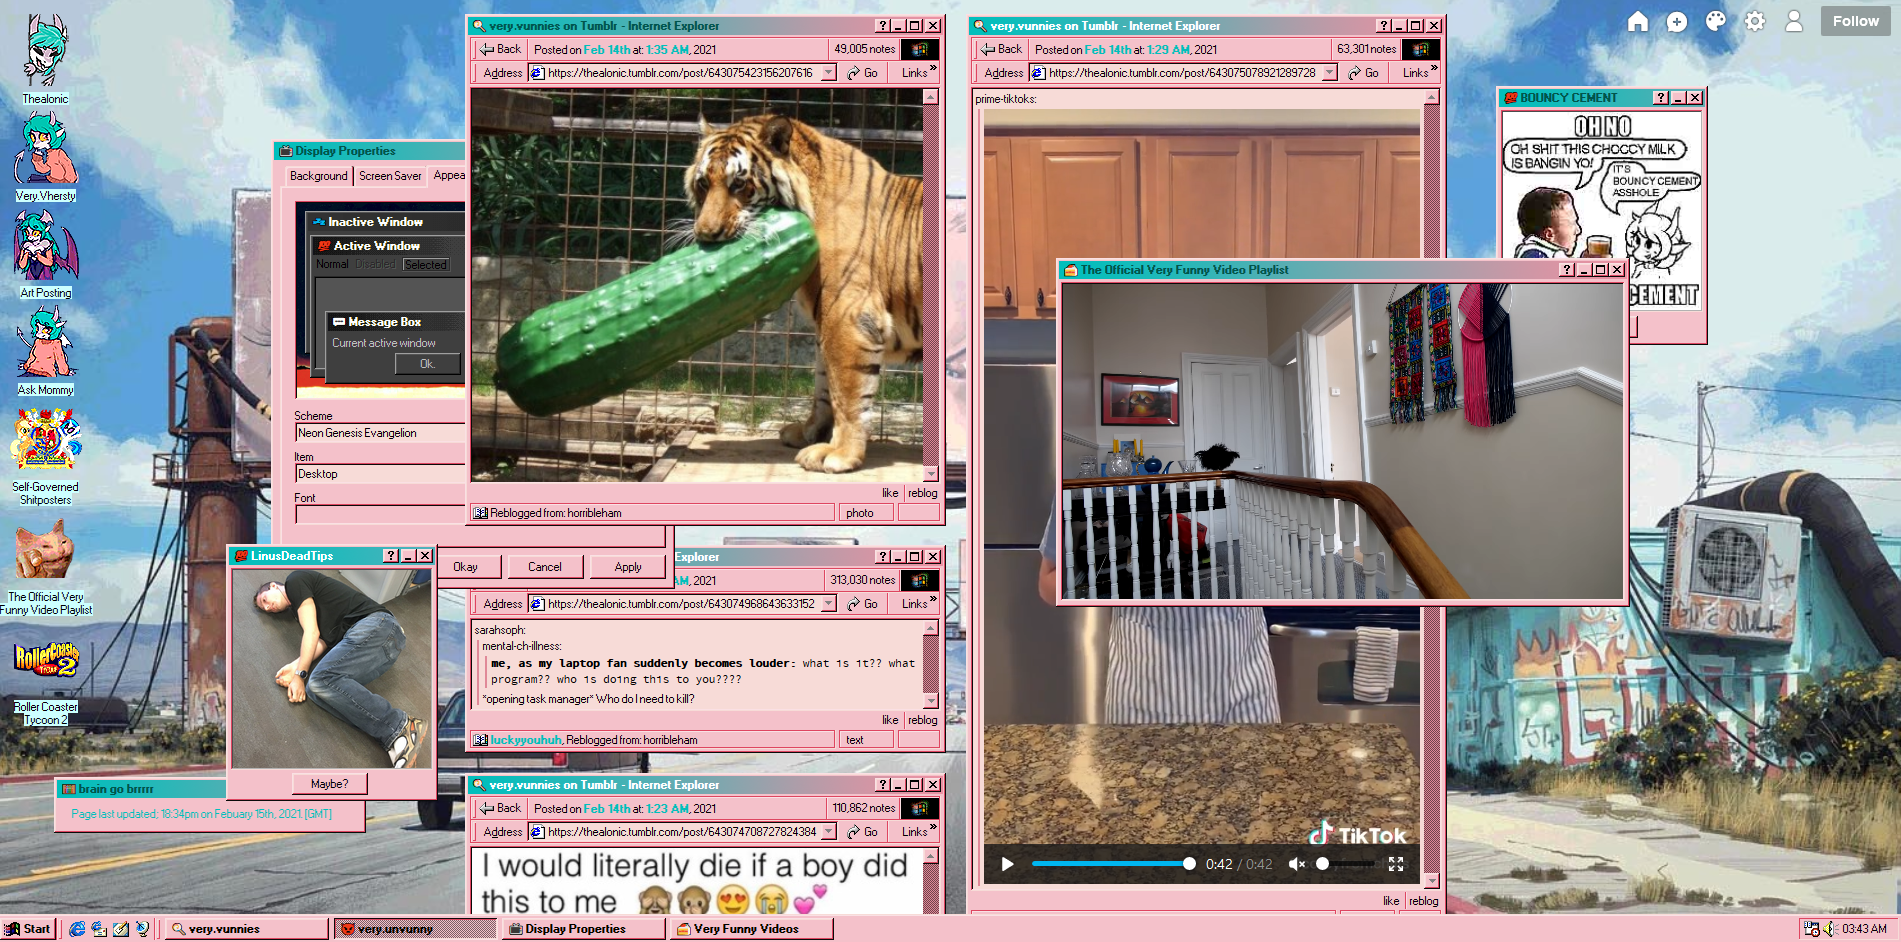 Thealonic
Very.Vhersty
Art Posting
Ask Mommy
Self-Governed
Shitposters
The Official Very
Funny Video Playlist
RollerCoaster
Tycoon 2
Roller Coaster
Tycoon 2
Display Properties
Background
Screen Saver
Appea
Inactive Window
Active Window
Normal Disabled Selected
Message Box
Current active window
Ok.
Scheme
Neon Genesis Evangelion
Item
Desktop
Font
Okay
Cancel
Apply
LinusDeadTips
Maybe?
brain go brrrrr
Page last updated; 18:34pm on Febuary 15th, 2021. [GMT]
very.vunnies on Tumblr - Internet Explorer
Back
Posted on Feb 14th at: 1:35 AM, 2021
49,005 notes
Address
https://thealonic.tumblr.com/post/643075423156207616
Go
Links
like
reblog
Reblogged from: horribleham
photo
Explorer
AM, 2021
313,030 notes
Address
https://thealonic.tumblr.com/post/643074968643633152
Go
Links
sarahsoph:
mental-ch-illness:
me, as my laptop fan suddenly becomes louder: what is it?? what
program?? who is doing this to you????
*opening task manager* Who do I need to kill?
like
reblog
luckyyouhuh, Reblogged from: horribleham
text
very.vunnies on Tumblr - Internet Explorer
Back
Posted on Feb 14th at: 1:23 AM, 2021
110,862 notes
Address
https://thealonic.tumblr.com/post/643074708727824384
Go
Links
I would literally die if a boy did
this to me
very.vunnies on Tumblr - Internet Explorer
Back
Posted on Feb 14th at: 1:29 AM, 2021
63,301 notes
Address
https://thealonic.tumblr.com/post/643075078921289728
Go
Links
prime-tiktoks:
The Official Very Funny Video Playlist
TikTok
0:42 / 0:42
like
reblog
Follow
BOUNCY CEMENT
OH NO
OH SHIT THIS CHOCCY MILK
IS BANGIN YO!
IT'S
BOUNCY CEMENT
ASSHOLE
CEMENT
Start
very.vunnies
very.unvunny
Display Properties
Very Funny Videos
03:43 AM